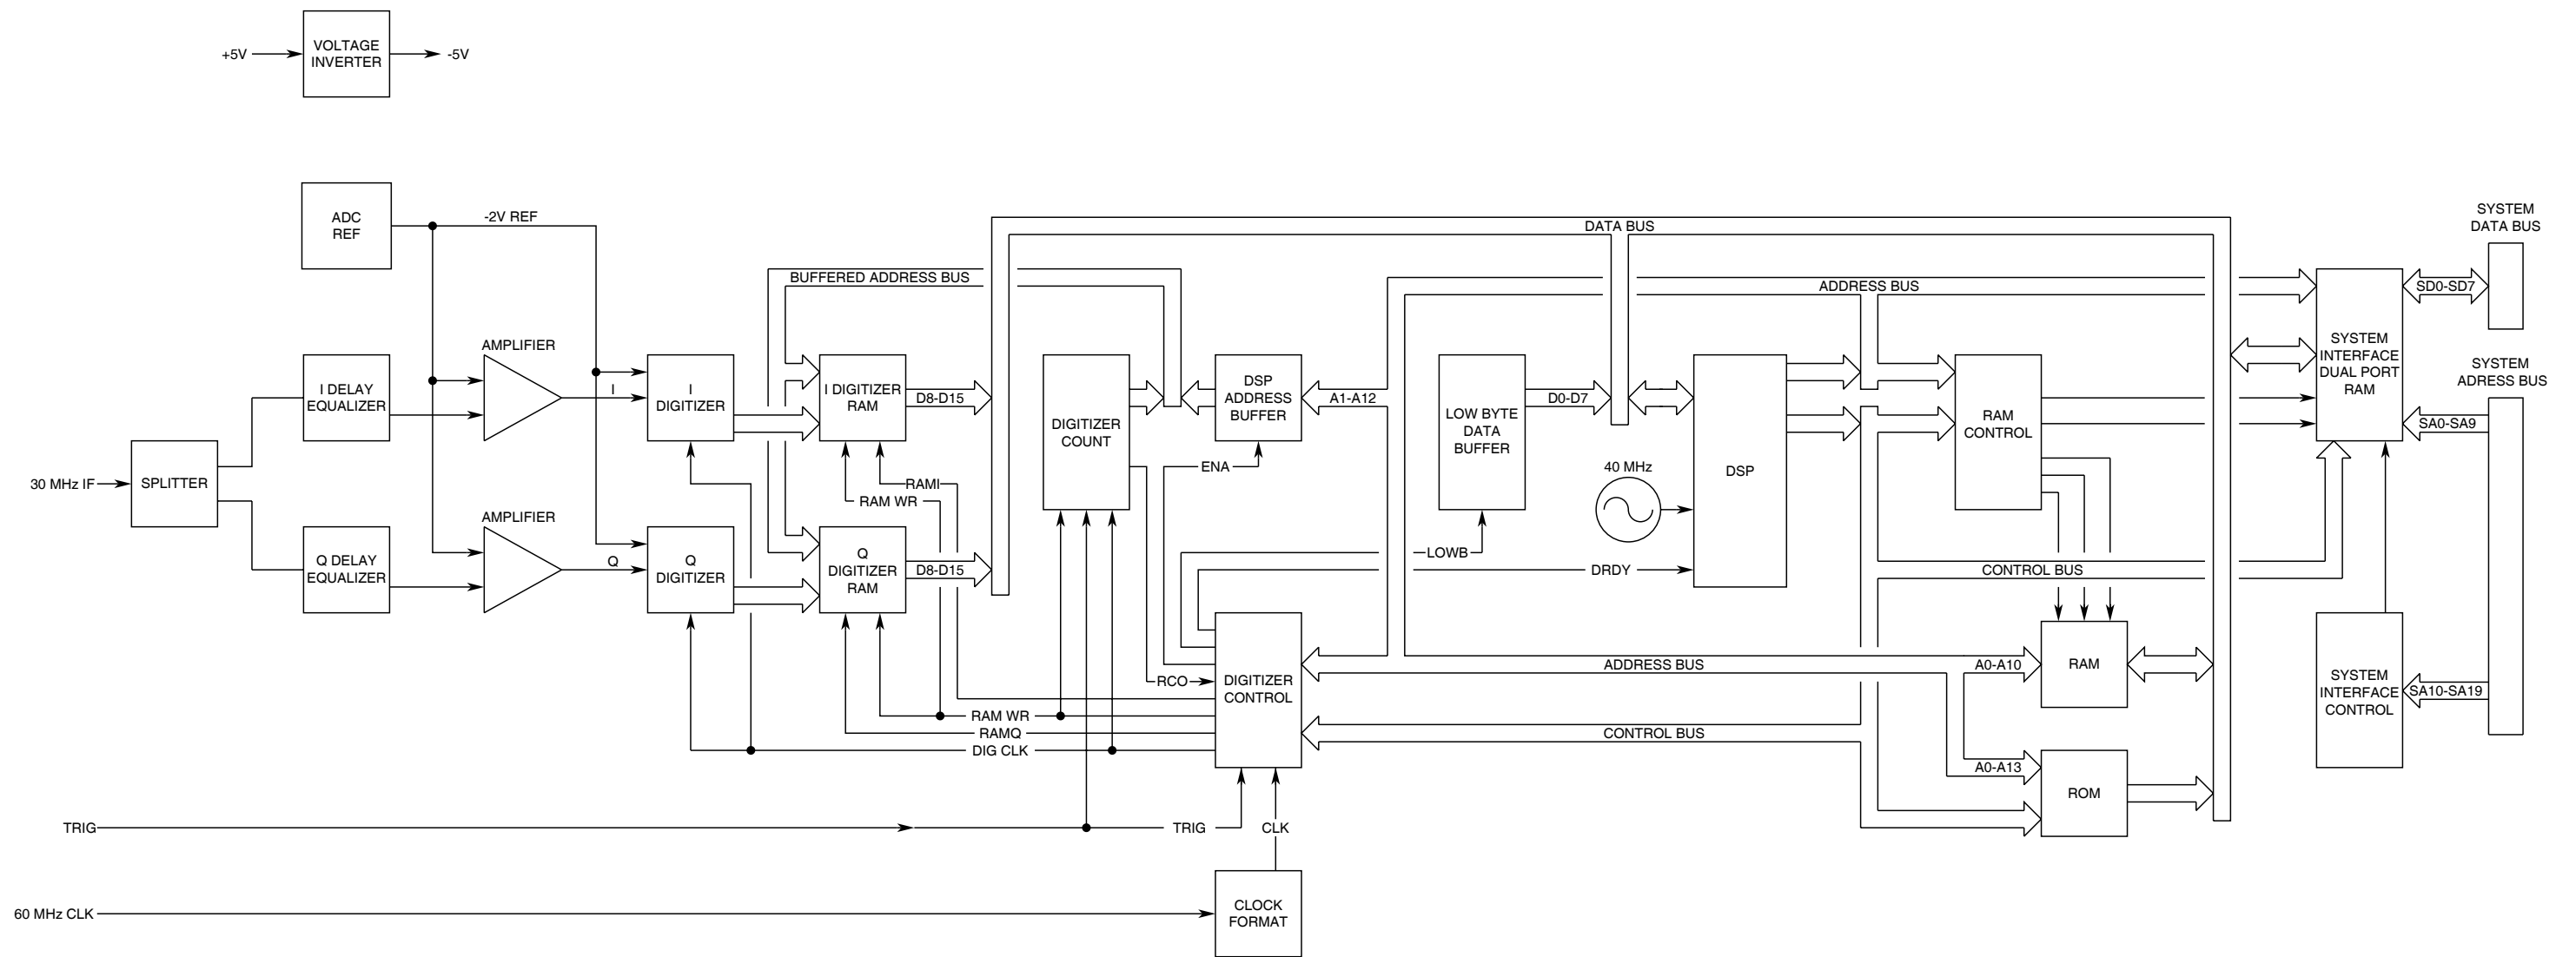 VOLTAGE
INVERTER
+5V
-5V
ADC
REF
-2V REF
SYSTEM
DATA BUS
DATA BUS
BUFFERED ADDRESS BUS
ADDRESS BUS
SD0-SD7
AMPLIFIER
I DELAY
EQUALIZER
I
I
DIGITIZER
I DIGITIZER
RAM
D8-D15
DIGITIZER
COUNT
DSP
ADDRESS
BUFFER
A1-A12
LOW BYTE
DATA
BUFFER
D0-D7
DSP
40 MHz
RAM
CONTROL
SYSTEM
INTERFACE
DUAL PORT
RAM
SYSTEM
ADRESS BUS
SA0-SA9
30 MHz IF
SPLITTER
ENA
RAMI
RAM WR
AMPLIFIER
Q DELAY
EQUALIZER
Q
Q
DIGITIZER
Q
DIGITIZER
RAM
D8-D15
LOWB
DRDY
CONTROL BUS
DIGITIZER
CONTROL
RCO
RAM WR
RAMQ
DIG CLK
ADDRESS BUS
A0-A10
RAM
CONTROL BUS
A0-A13
ROM
SYSTEM
INTERFACE
CONTROL
SA10-SA19
TRIG
TRIG
CLK
60 MHz CLK
CLOCK
FORMAT